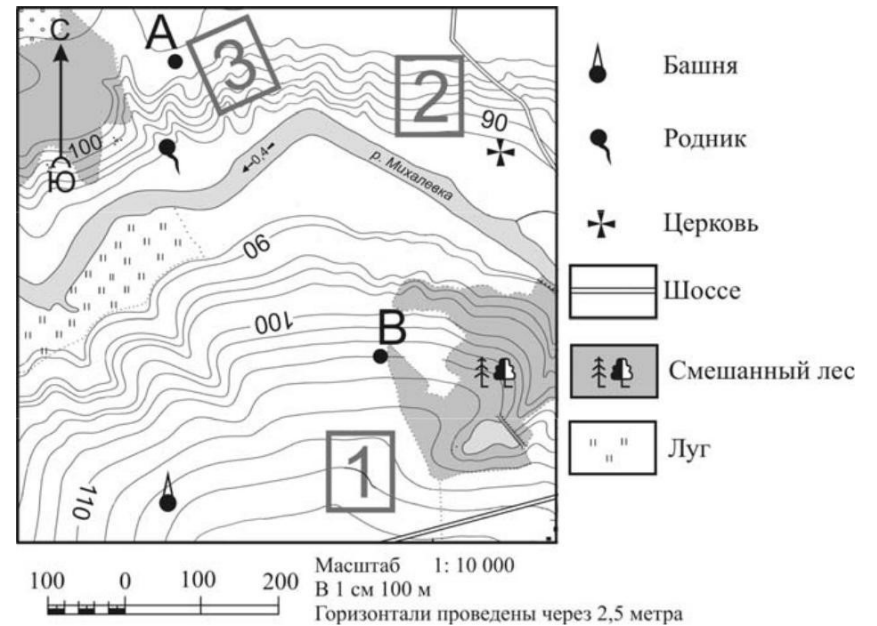 С
А
3
2
90
100
Ю
0,4
р. Михалевка
90
100
В
1
110
Башня
Родник
Церковь
Шоссе
Смешанный лес
Луг
100 0 100 200
Масштаб 1: 10 000
В 1 см 100 м
Горизонтали проведены через 2,5 метра